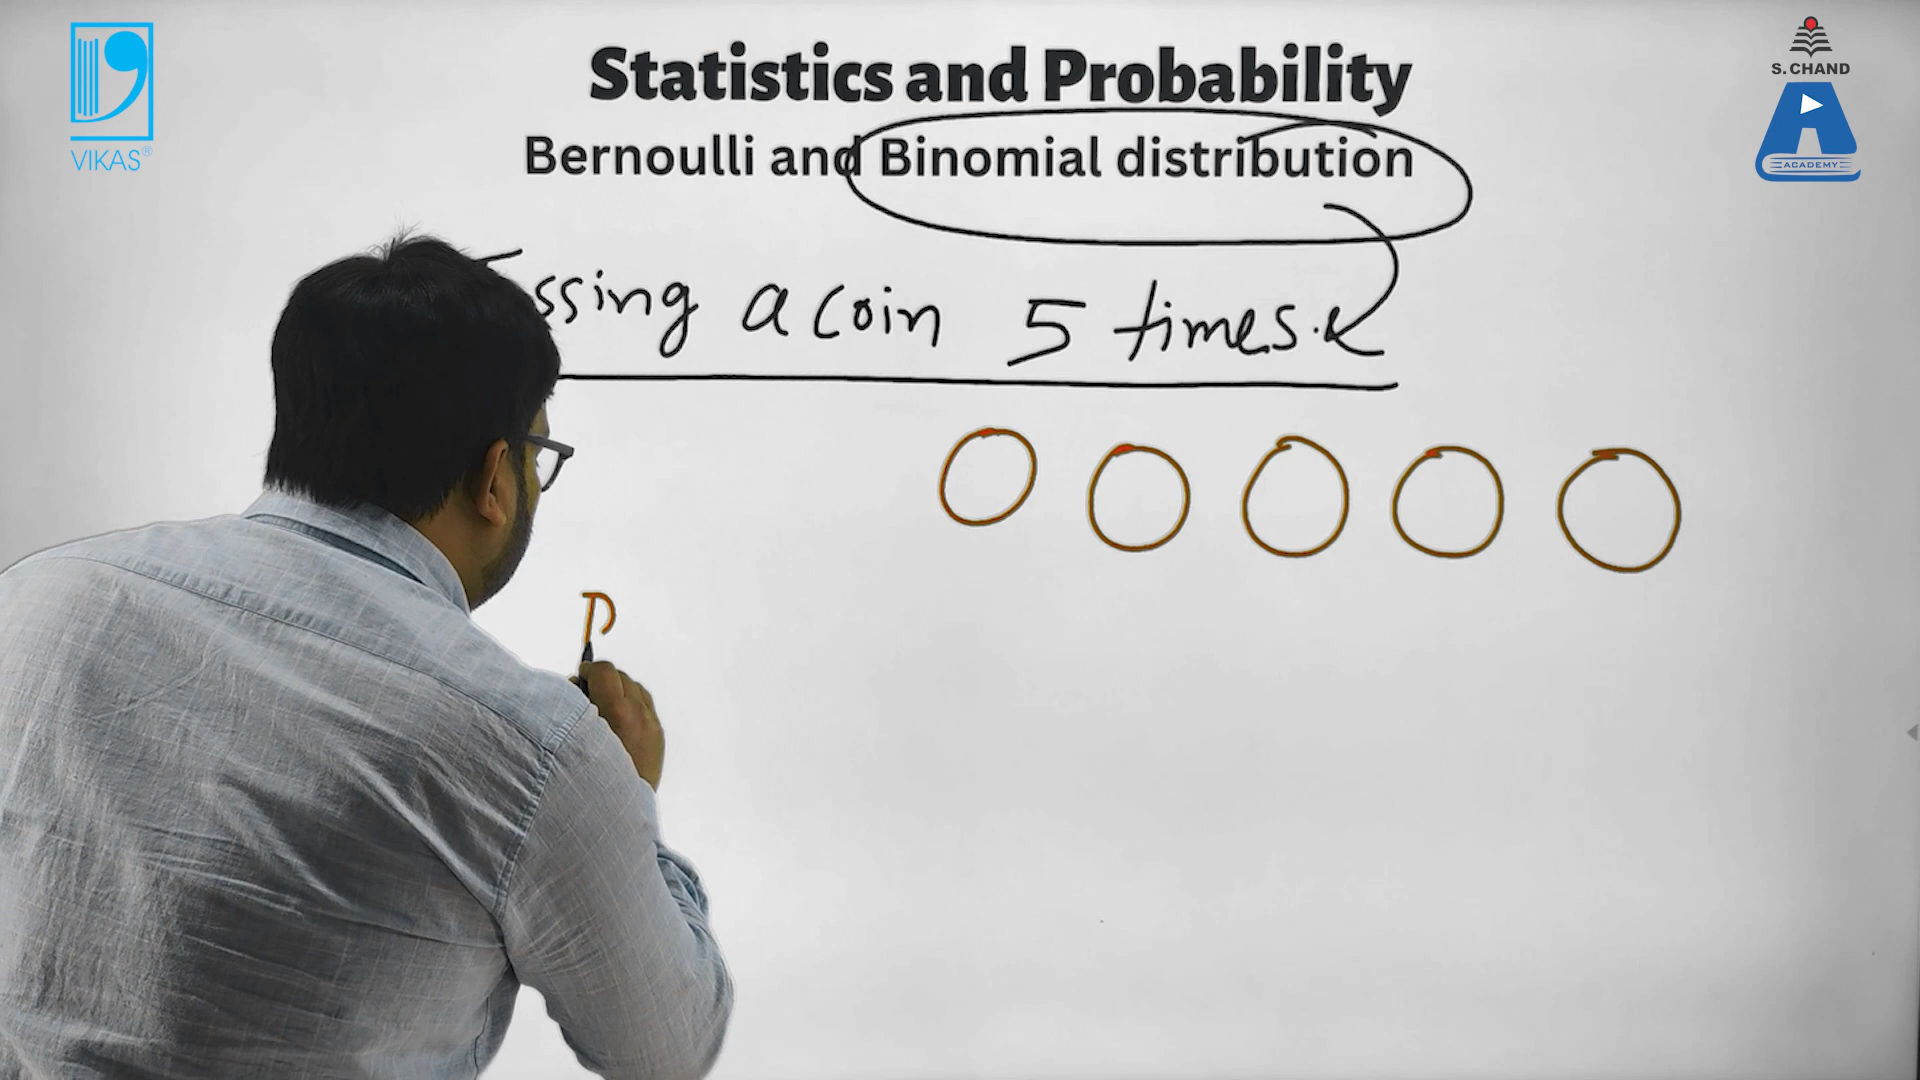 VIKAS®
S. CHAND
ACADEMY
Statistics and Probability
Bernoulli and Binomial distribution
ssing a coin 5 times.
P